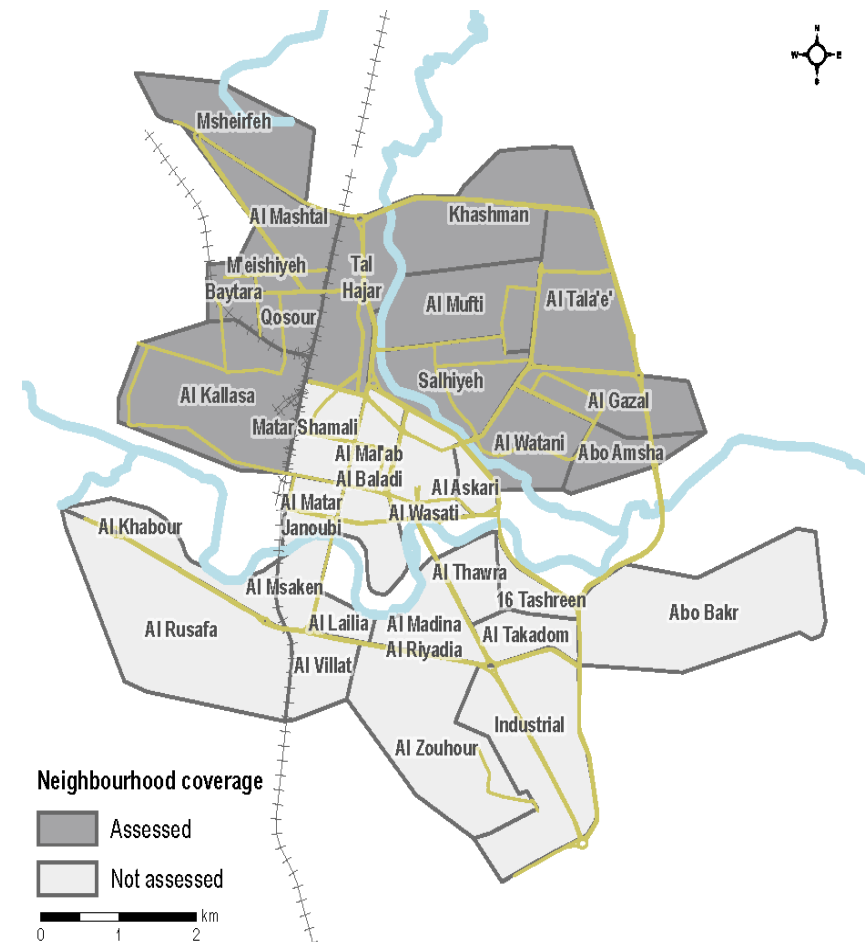 N
W E
S
Msheirfeh
Al Mashtal
Khashman
M'eishiyeh
Tal
Hajar
Baytara
Qosour
Al Mufti
Al Tala'e'
Salhiyeh
Al Kallasa
Al Gazal
Matar Shamali
Al Watani
Abo Amsha
Al Ma'ab
Al Baladi
Al Askari
Al Matar
Janoubi
Al Wasati
Al Khabour
Al Thawra
Al Msaken
16 Tashreen
Abo Bakr
Al Rusafa
Al Lailia
Al Madina
Al Riyadia
Al Takadom
Al Villat
Industrial
Al Zouhour
Neighbourhood coverage
Assessed
Not assessed
km
0 1 2